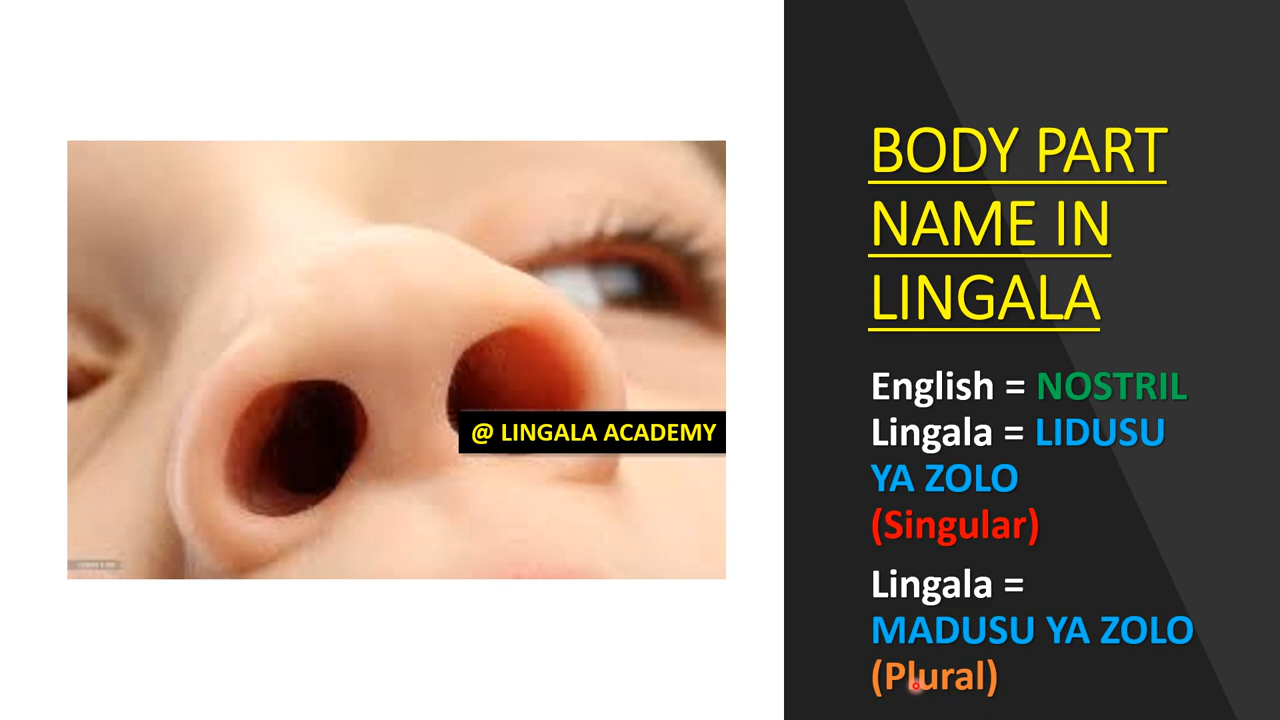 BODY PART
NAME IN
LINGALA
English = NOSTRIL
Lingala = LIDUSU
YA ZOLO
(Singular)
Lingala =
MADUSU YA ZOLO
(Plural)
@ LINGALA ACADEMY